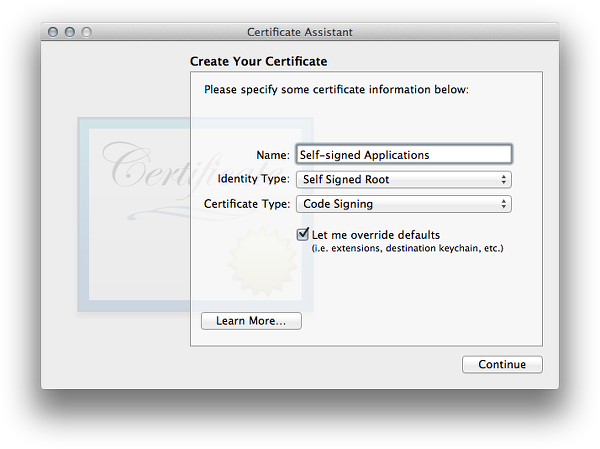 Certificate Assistant
Create Your Certificate
Please specify some certificate information below:
Certificate
Name: Self-signed Applications
Identity Type: Self Signed Root
Certificate Type: Code Signing
Let me override defaults
(i.e. extensions, destination keychain, etc.)
Learn More...
Continue